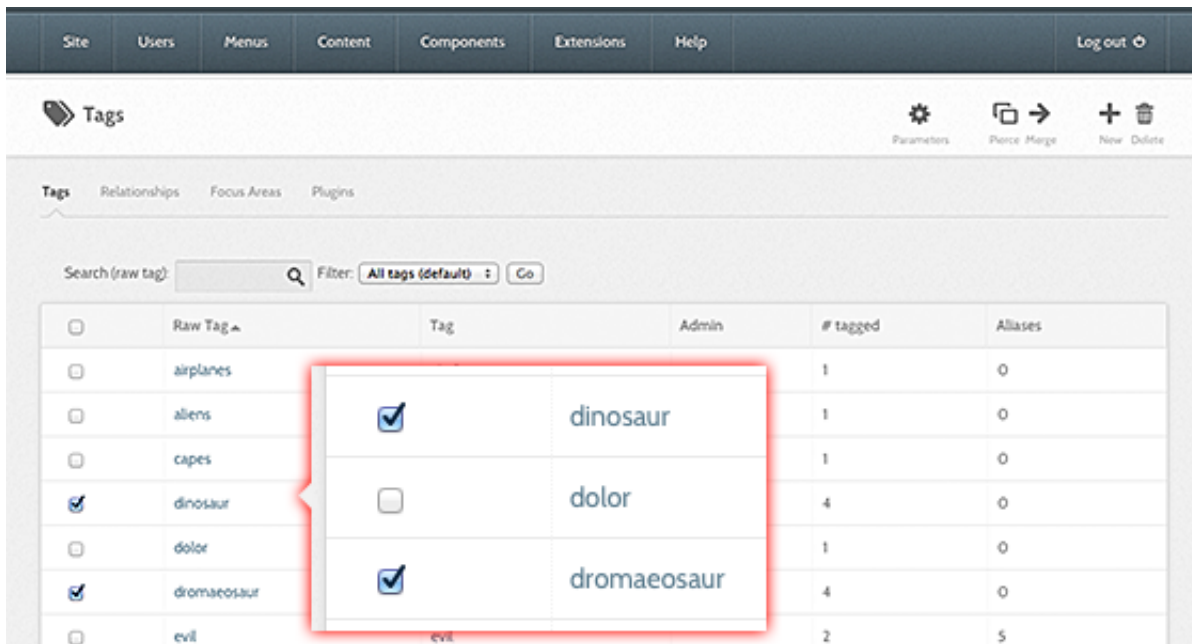 Site Users Menus Content Components Extensions Help Log out
Tags
Parameters Pierce Merge New Delete
Tags Relationships Focus Areas Plugins
Search (raw tag): Filter: All tags (default) Go
Raw Tag Tag Admin # tagged Aliases
airplanes 1 0
aliens 1 0
capes 1 0
dinosaur 4 0
dolor 1 0
dromaeosaur 4 0
evil evil 2 5
dinosaur
dolor
dromaeosaur